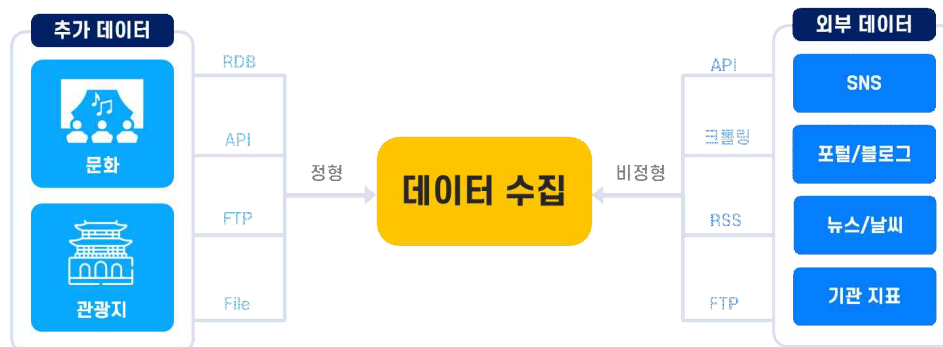 추가 데이터
문화
관광지
RDB
API
FTP
File
정형
데이터 수집
비정형
API
크롤링
RSS
FTP
외부 데이터
SNS
포털/블로그
뉴스/날씨
기관 지표